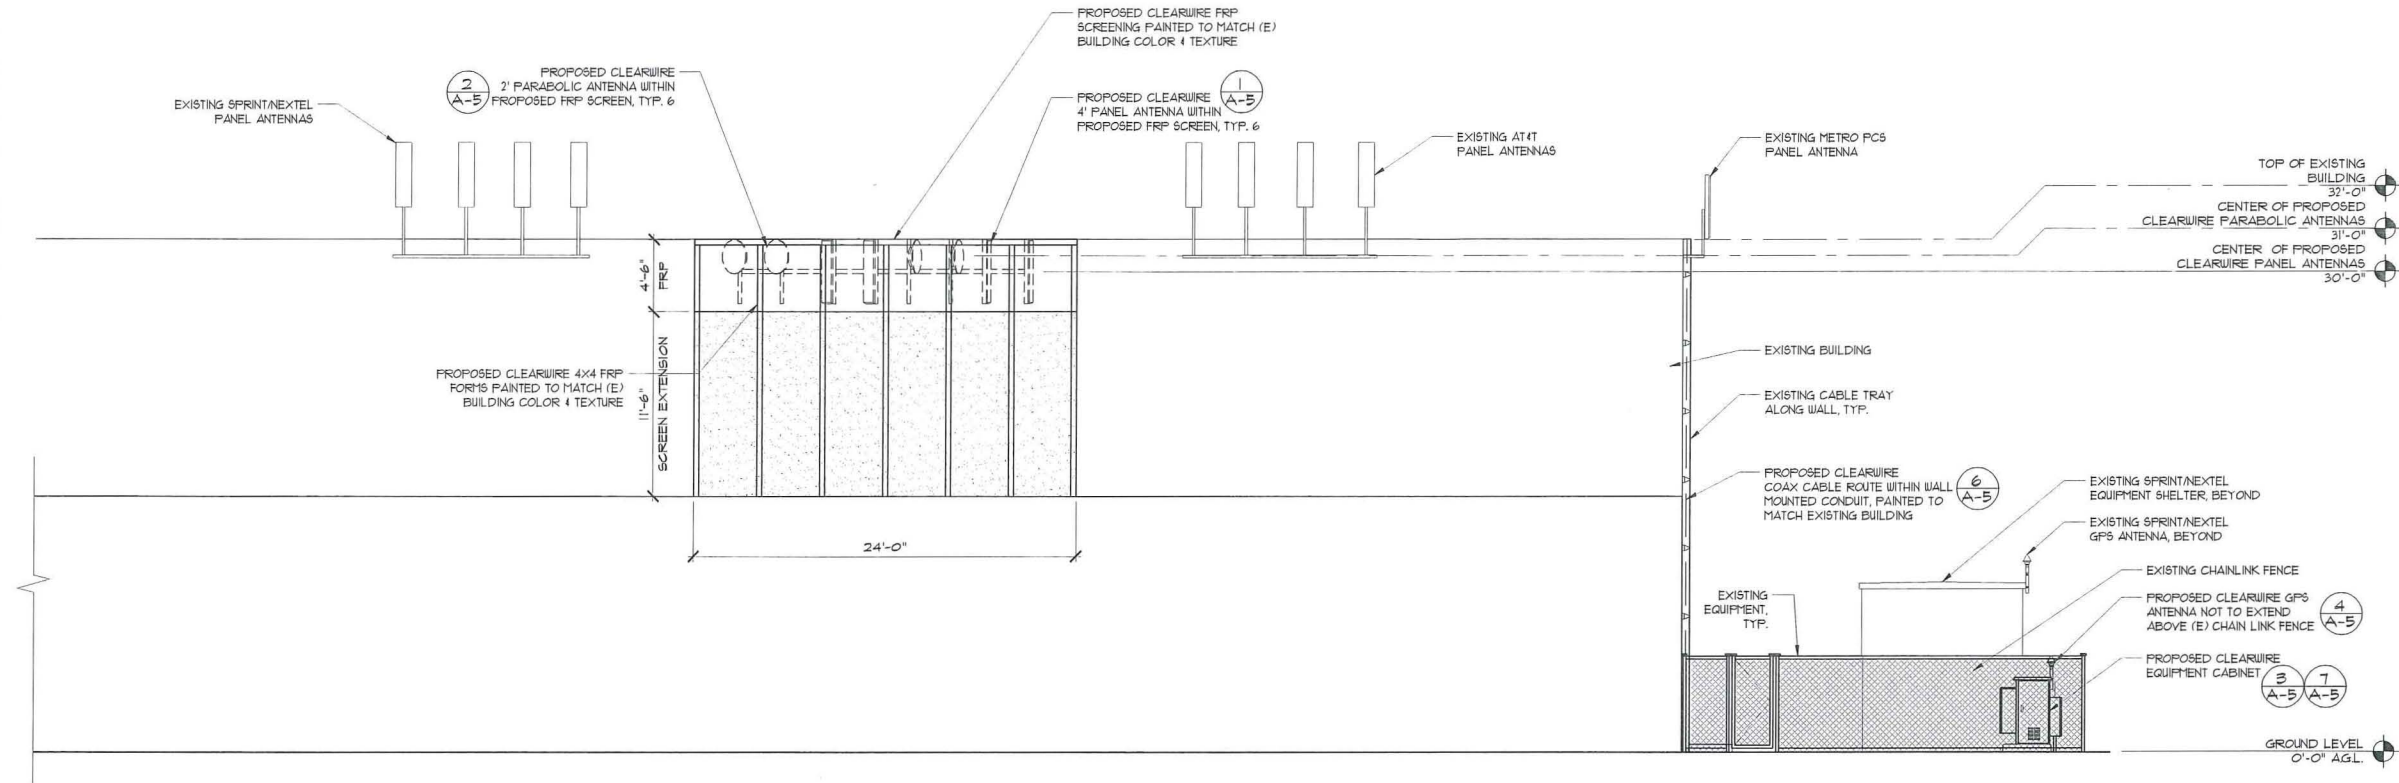 PROPOSED CLEARWIRE FRP
SCREENING PAINTED TO MATCH (E)
BUILDING COLOR & TEXTURE
2
A-5
PROPOSED CLEARWIRE
2' PARABOLIC ANTENNA WITHIN
PROPOSED FRP SCREEN, TYP. 6
EXISTING SPRINT/NEXTEL
PANEL ANTENNAS
1
A-5
PROPOSED CLEARWIRE
4' PANEL ANTENNA WITHIN
PROPOSED FRP SCREEN, TYP. 6
EXISTING AT&T
PANEL ANTENNAS
EXISTING METRO PCS
PANEL ANTENNA
TOP OF EXISTING
BUILDING
32'-0"
CENTER OF PROPOSED
CLEARWIRE PARABOLIC ANTENNAS
31'-0"
CENTER OF PROPOSED
CLEARWIRE PANEL ANTENNAS
30'-0"
4'-6"
FRP
11'-6"
SCREEN EXTENSION
PROPOSED CLEARWIRE 4X4 FRP
FORMS PAINTED TO MATCH (E)
BUILDING COLOR & TEXTURE
24'-0"
EXISTING BUILDING
EXISTING CABLE TRAY
ALONG WALL, TYP.
PROPOSED CLEARWIRE
COAX CABLE ROUTE WITHIN WALL
MOUNTED CONDUIT, PAINTED TO
MATCH EXISTING BUILDING
6
A-5
EXISTING SPRINT/NEXTEL
EQUIPMENT SHELTER, BEYOND
EXISTING SPRINT/NEXTEL
GPS ANTENNA, BEYOND
EXISTING CHAINLINK FENCE
EXISTING
EQUIPMENT,
TYP.
PROPOSED CLEARWIRE GPS
ANTENNA NOT TO EXTEND
ABOVE (E) CHAIN LINK FENCE
4
A-5
PROPOSED CLEARWIRE
EQUIPMENT CABINET
3
A-5
7
A-5
GROUND LEVEL
0'-0" A.G.L.